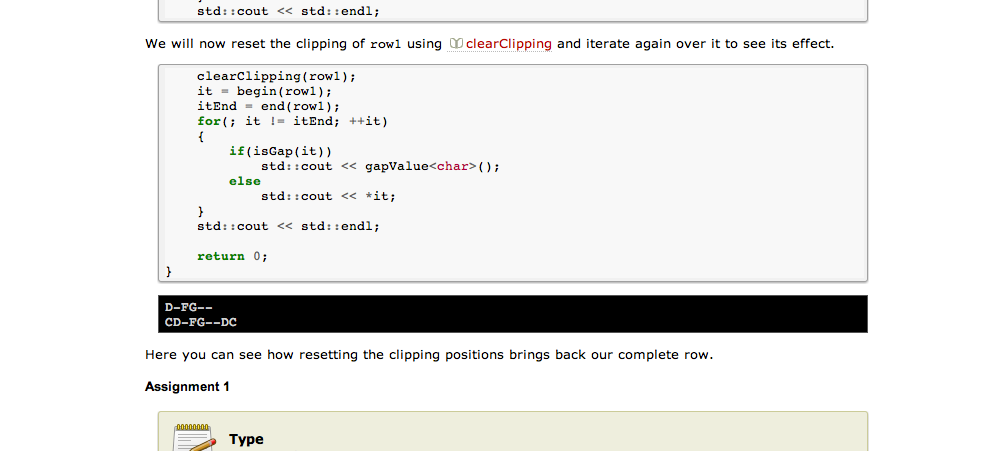 std::cout << std::endl;
We will now reset the clipping of row1 using clearClipping and iterate again over it to see its effect.
    clearClipping(row1);
    it = begin(row1);
    itEnd = end(row1);
    for(; it != itEnd; ++it)
    {
        if(isGap(it))
            std::cout << gapValue<char>();
        else
            std::cout << *it;
    }
    std::cout << std::endl;

    return 0;
}
D-FG--
CD-FG--DC
Here you can see how resetting the clipping positions brings back our complete row.
Assignment 1
Type